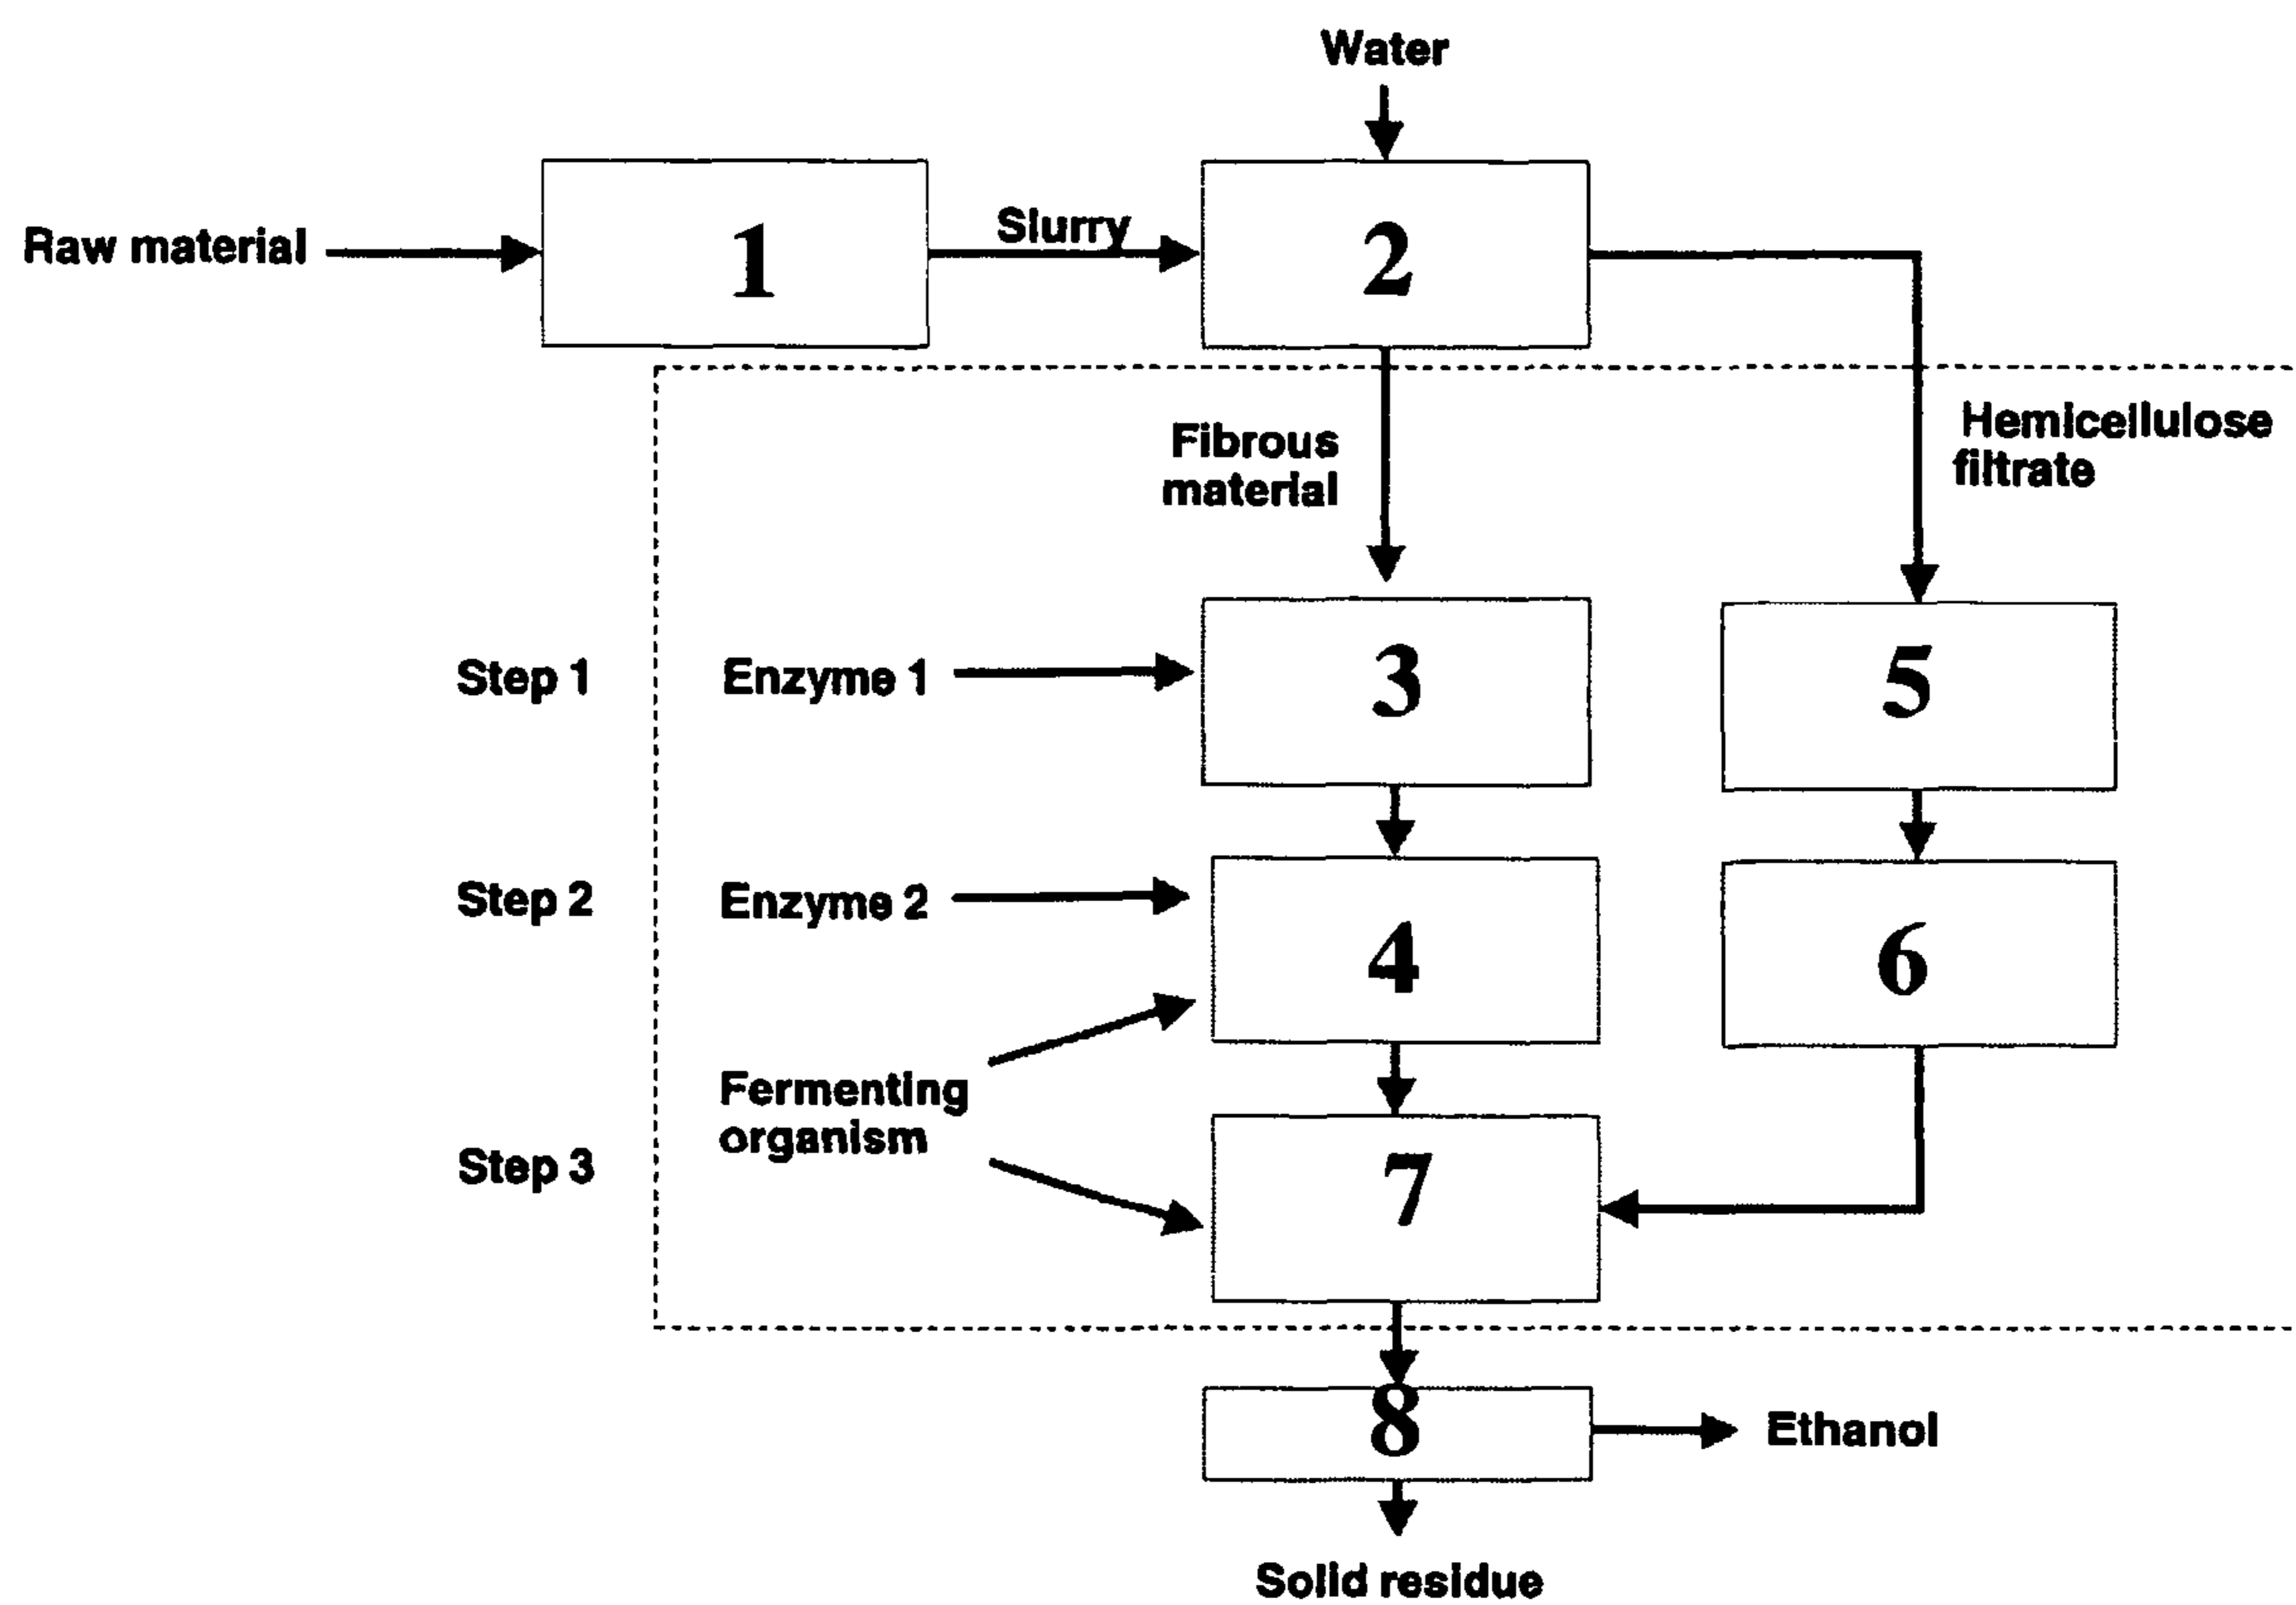 Water
Raw material
1
Slurry
2
Fibrous
material
Hemicellulose
filtrate
Step 1
Enzyme 1
3
5
Step 2
Enzyme 2
4
6
Fermenting
organism
Step 3
7
8
Ethanol
Solid residue